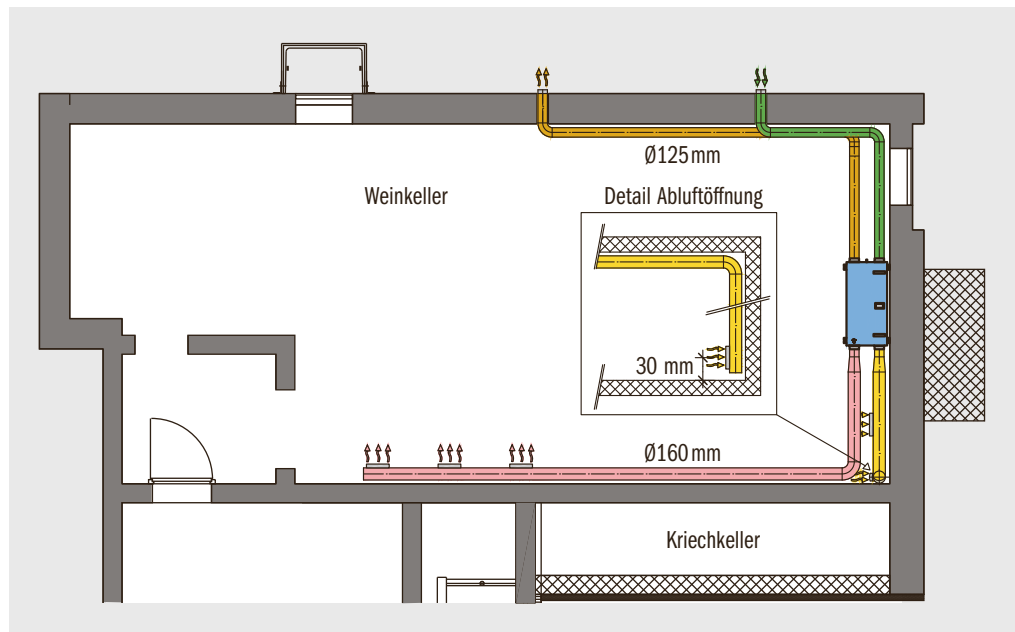 Ø125mm
Weinkeller
Detail Abluftöffnung
30 mm
Ø160mm
Kriechkeller